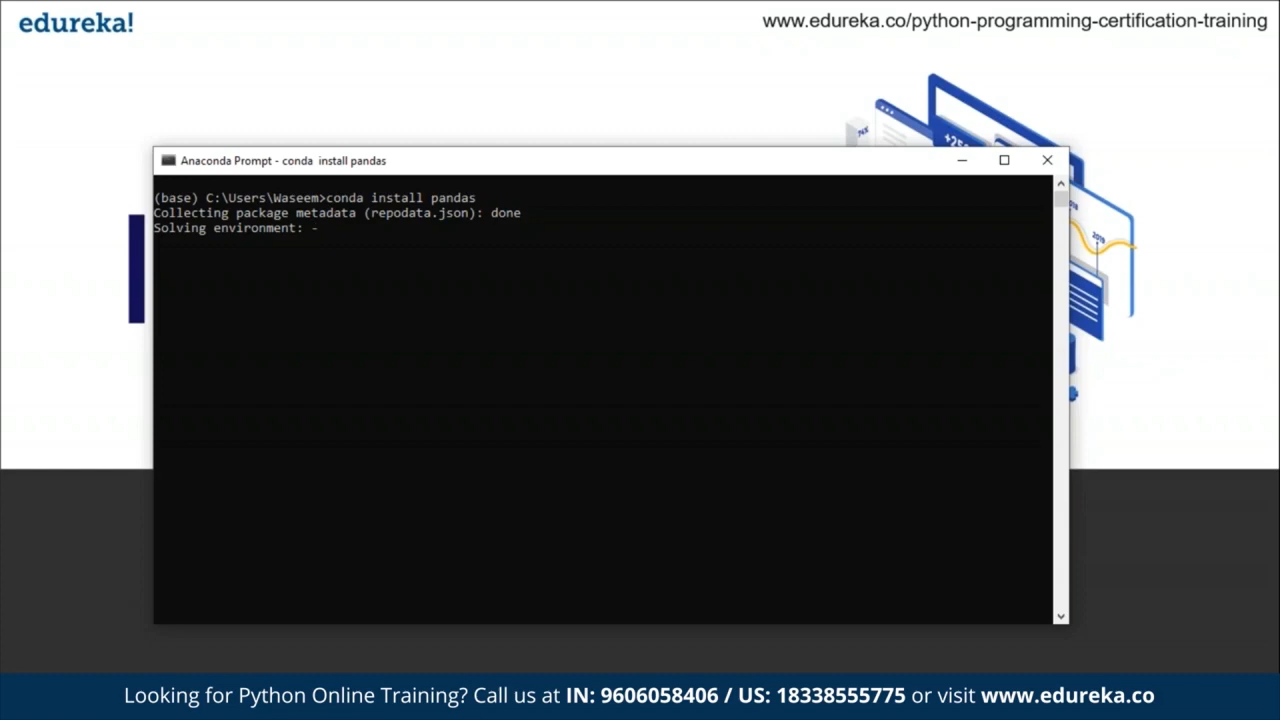 edureka!
www.edureka.co/python-programming-certification-training
Anaconda Prompt - conda  install pandas
(base) C:\Users\Waseem>conda install pandas
Collecting package metadata (repodata.json): done
Solving environment: -
2019
Looking for Python Online Training? Call us at IN: 9606058406 / US: 18338555775 or visit www.edureka.co